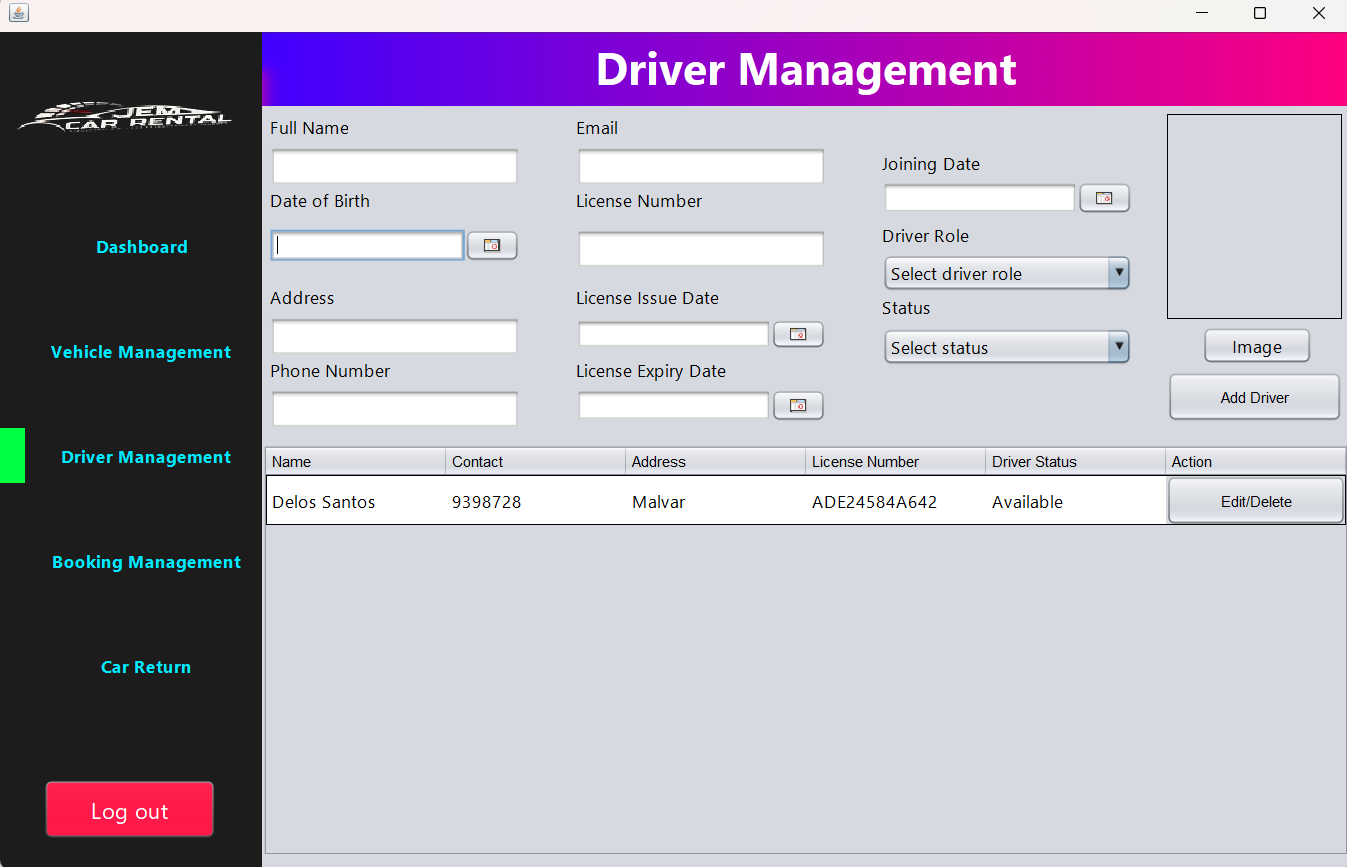 JEM
CAR RENTAL
Dashboard
Vehicle Management
Driver Management
Booking Management
Car Return
Log out
Driver Management
Full Name
Date of Birth
Address
Phone Number
Email
License Number
License Issue Date
License Expiry Date
Joining Date
Driver Role
Select driver role
Status
Select status
Image
Add Driver
Name Contact Address License Number Driver Status Action
Delos Santos 9398728 Malvar ADE24584A642 Available Edit/Delete